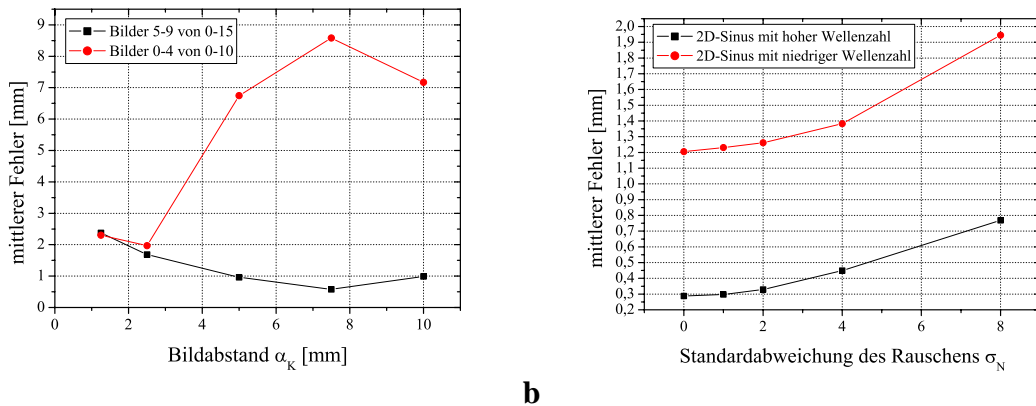 mittlerer Fehler [mm]
9
8
7
6
5
4
3
2
1
0
Bilder 5-9 von 0-15
Bilder 0-4 von 0-10
0 2 4 6 8 10
Bildabstand α_K [mm]
mittlerer Fehler [mm]
2,0
1,9
1,8
1,7
1,6
1,5
1,4
1,3
1,2
1,1
1,0
0,9
0,8
0,7
0,6
0,5
0,4
0,3
0,2
2D-Sinus mit hoher Wellenzahl
2D-Sinus mit niedriger Wellenzahl
0 2 4 6 8
Standardabweichung des Rauschens σ_N
b